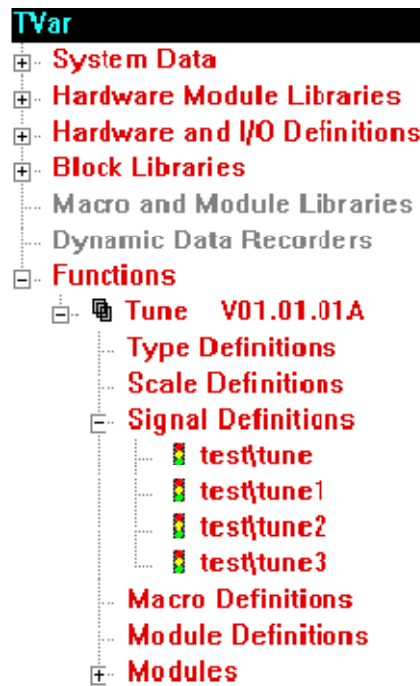 TVar
System Data
Hardware Module Libraries
Hardware and I/O Definitions
Block Libraries
Macro and Module Libraries
Dynamic Data Recorders
Functions
Tune V01.01.01A
Type Definitions
Scale Definitions
Signal Definitions
test\tune
test\tune1
test\tune2
test\tune3
Macro Definitions
Module Definitions
Modules